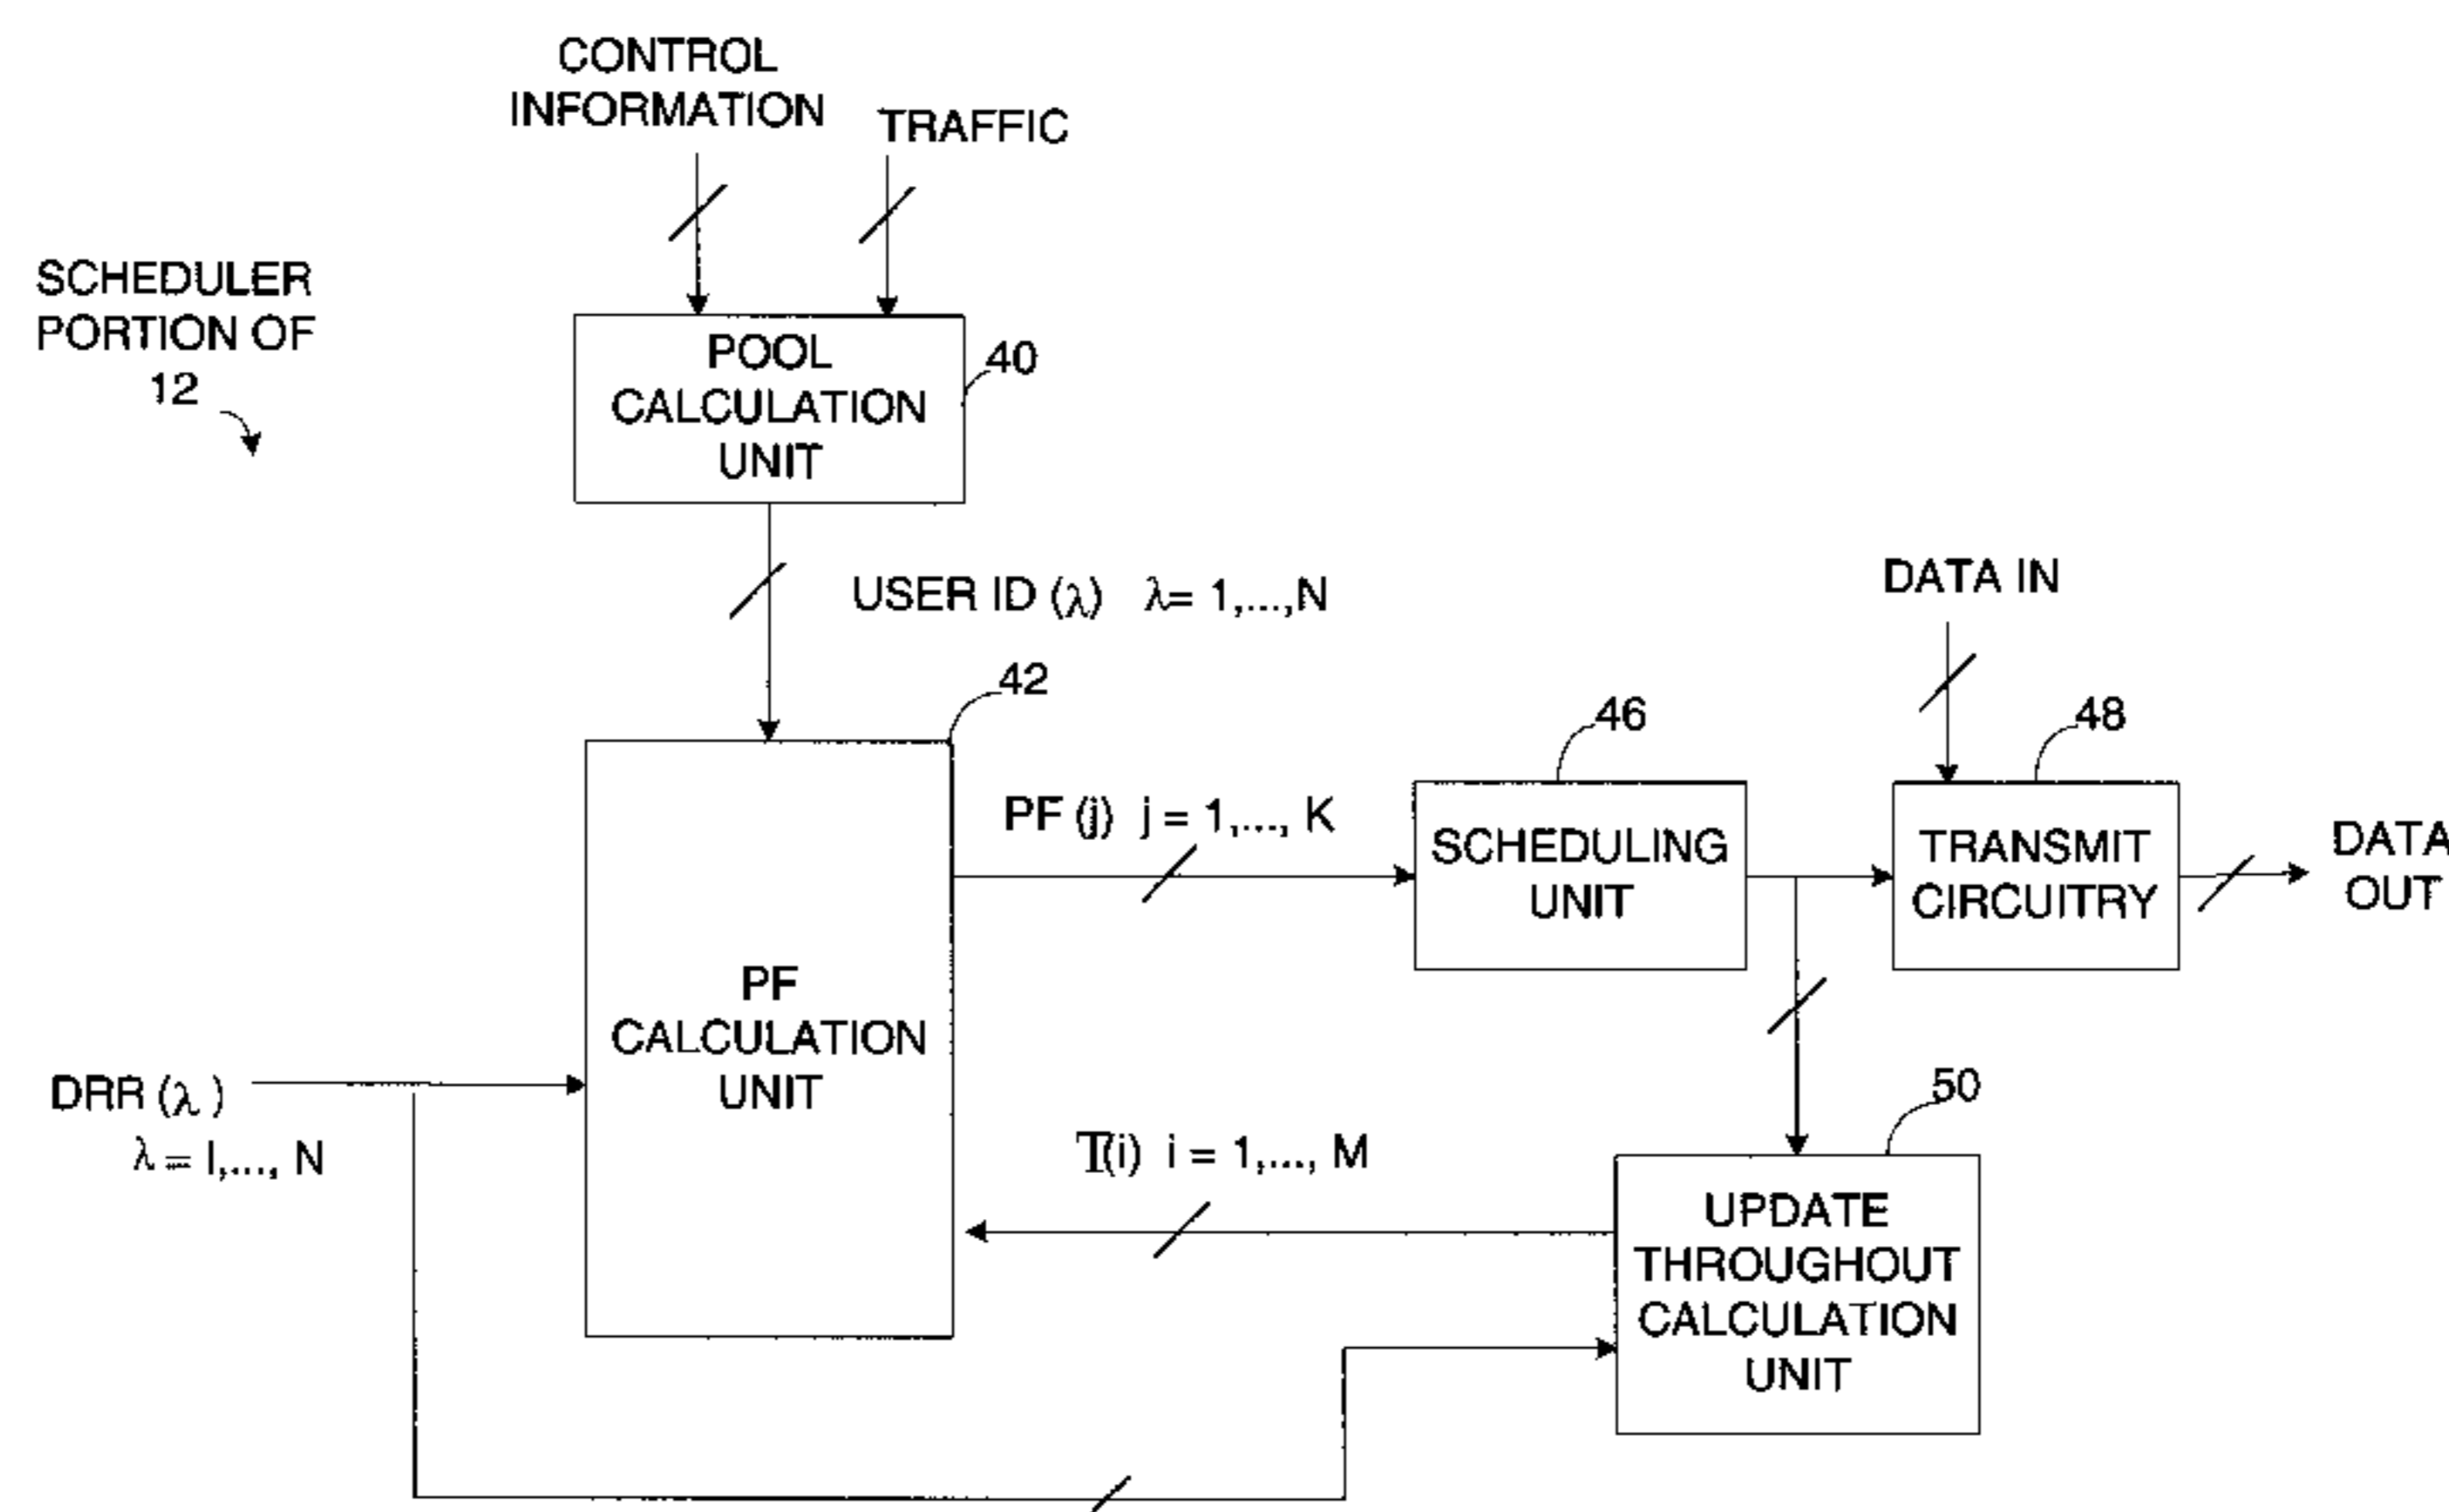 CONTROL
INFORMATION
TRAFFIC
SCHEDULER
PORTION OF
12
POOL
CALCULATION
UNIT
40
USER ID (λ) λ= 1,...,N
DATA IN
42
46
48
PF (j) j = 1,..., K
SCHEDULING
UNIT
TRANSMIT
CIRCUITRY
DATA
OUT
PF
CALCULATION
UNIT
DRR (λ)
λ = I,..., N
T(i) i = 1,..., M
50
UPDATE
THROUGHOUT
CALCULATION
UNIT